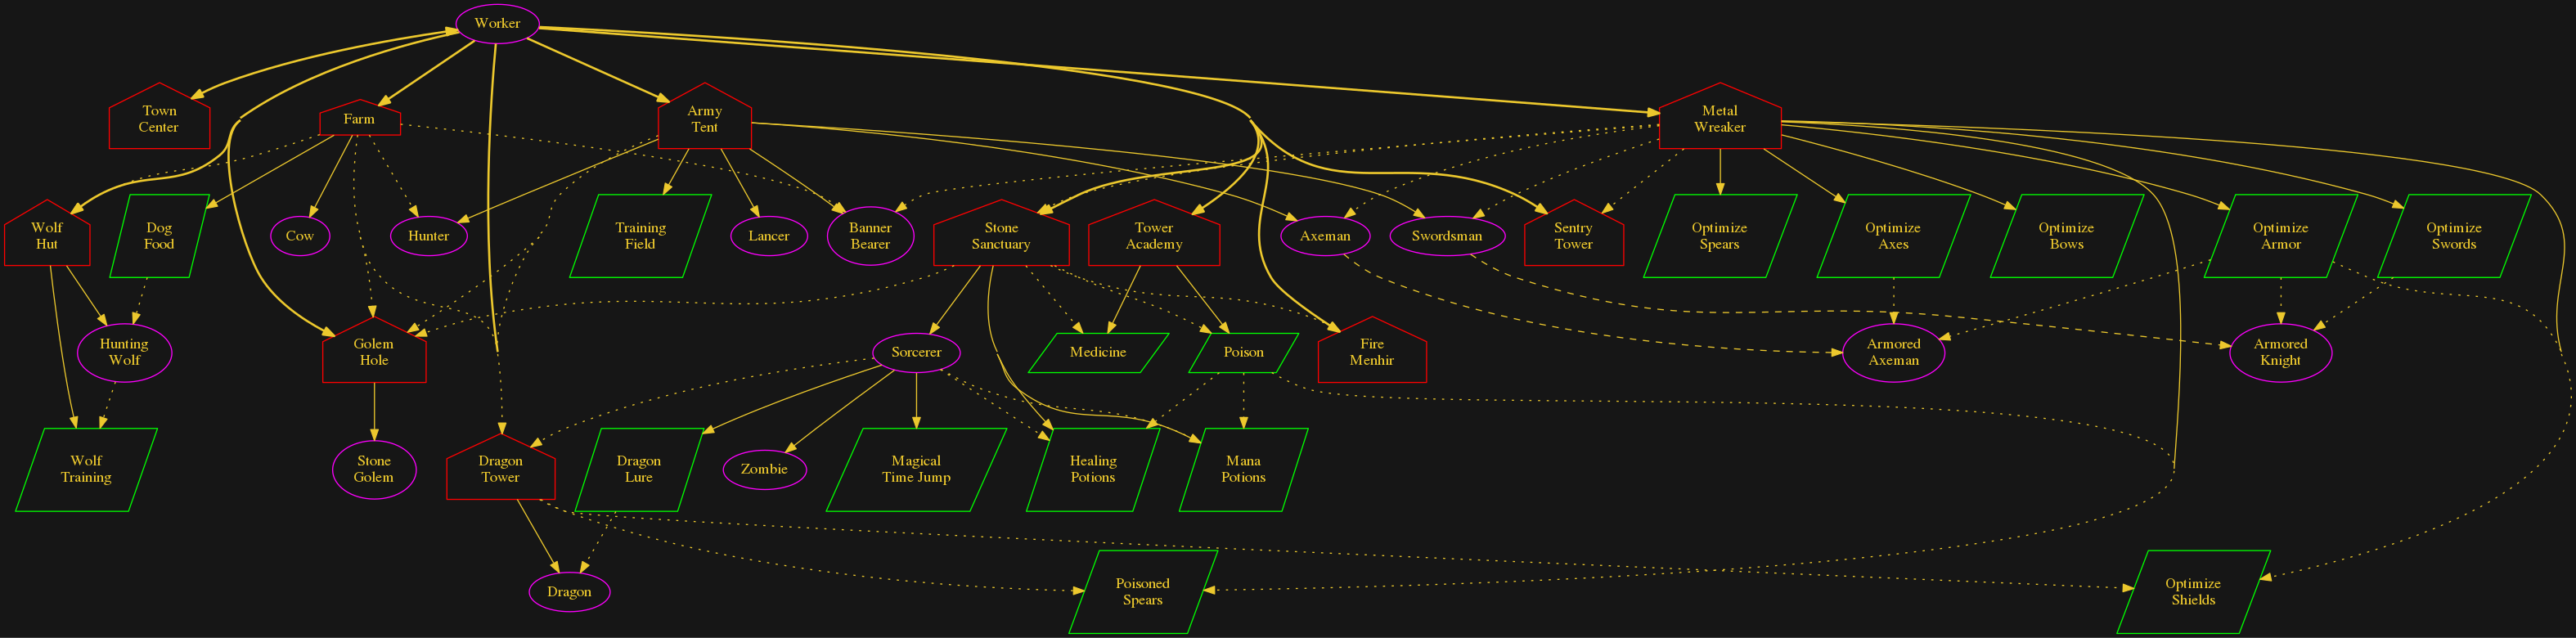 Worker
Town
Center
Farm
Army
Tent
Metal
Wreaker
Wolf
Hut
Dog
Food
Cow
Hunter
Training
Field
Lancer
Banner
Bearer
Stone
Sanctuary
Tower
Academy
Axeman
Swordsman
Sentry
Tower
Optimize
Spears
Optimize
Axes
Optimize
Bows
Optimize
Armor
Optimize
Swords
Hunting
Wolf
Golem
Hole
Sorcerer
Medicine
Poison
Fire
Menhir
Armored
Axeman
Armored
Knight
Wolf
Training
Stone
Golem
Dragon
Tower
Dragon
Lure
Zombie
Magical
Time Jump
Healing
Potions
Mana
Potions
Dragon
Poisoned
Spears
Optimize
Shields